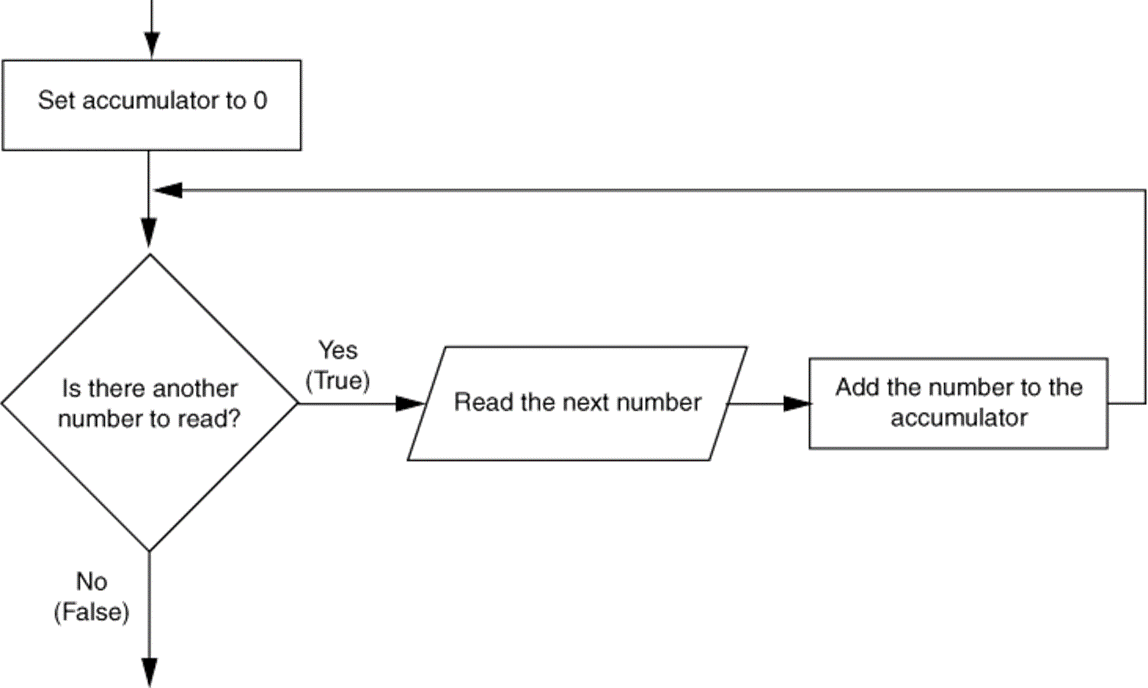 Set accumulator to 0
Is there another
number to read?
Yes
(True)
Read the next number
Add the number to the
accumulator
No
(False)